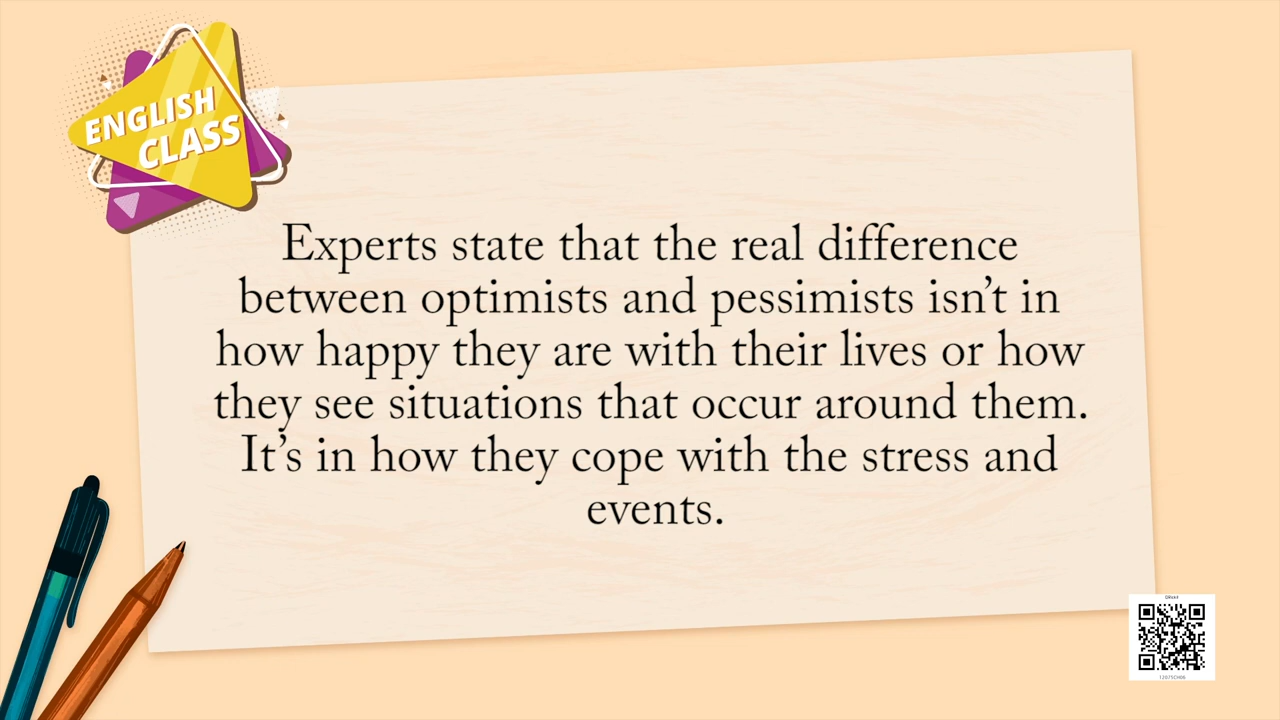 ENGLISH
CLASS
Experts state that the real difference
between optimists and pessimists isn’t in
how happy they are with their lives or how
they see situations that occur around them.
It’s in how they cope with the stress and
events.
12075CH06